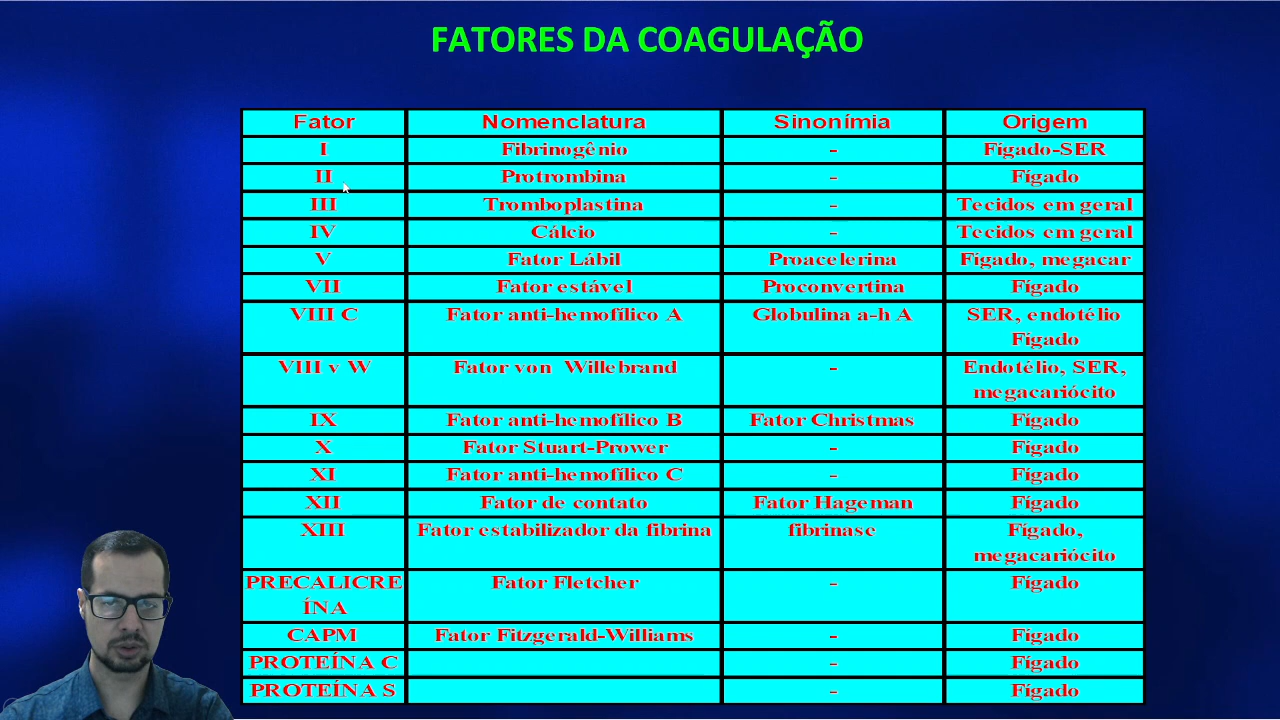 FATORES DA COAGULAÇÃO
Fator Nomenclatura Sinonímia Origem
I Fibrinogênio - Fígado-SER
II Protrombina - Fígado
III Tromboplastina - Tecidos em geral
IV Cálcio - Tecidos em geral
V Fator Lábil Proacelerina Fígado, megacar
VII Fator estável Proconvertina Fígado
VIII C Fator anti-hemofílico A Globulina a-h A SER, endotélio
Fígado
VIII v W Fator von Willebrand - Endotélio, SER,
megacariócito
IX Fator anti-hemofílico B Fator Christmas Fígado
X Fator Stuart-Prower - Fígado
XI Fator anti-hemofílico C - Fígado
XII Fator de contato Fator Hageman Fígado
XIII Fator estabilizador da fibrina fibrinase Fígado,
megacariócito
PRECALICRE Fator Fletcher - Fígado
ÍNA
CAPM Fator Fitzgerald-Williams - Fígado
PROTEÍNA C - Fígado
PROTEÍNA S - Fígado